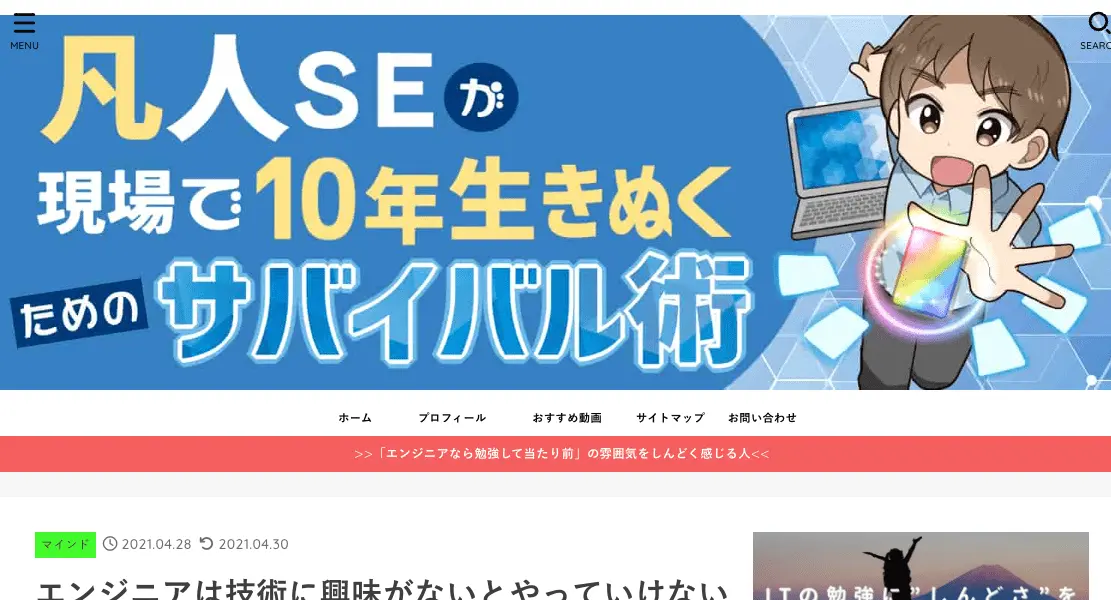 MENU
凡人SEが
現場で10年生きぬく
ための サバイバル術
SEARC
ホーム プロフィール おすすめ動画 サイトマップ お問い合わせ
>>「エンジニアなら勉強して当たり前」の雰囲気をしんどく感じる人<<
マインド 2021.04.28 2021.04.30
エンジニアは技術に興味がないとやっていけない
ITの勉強に"しんどさ"を